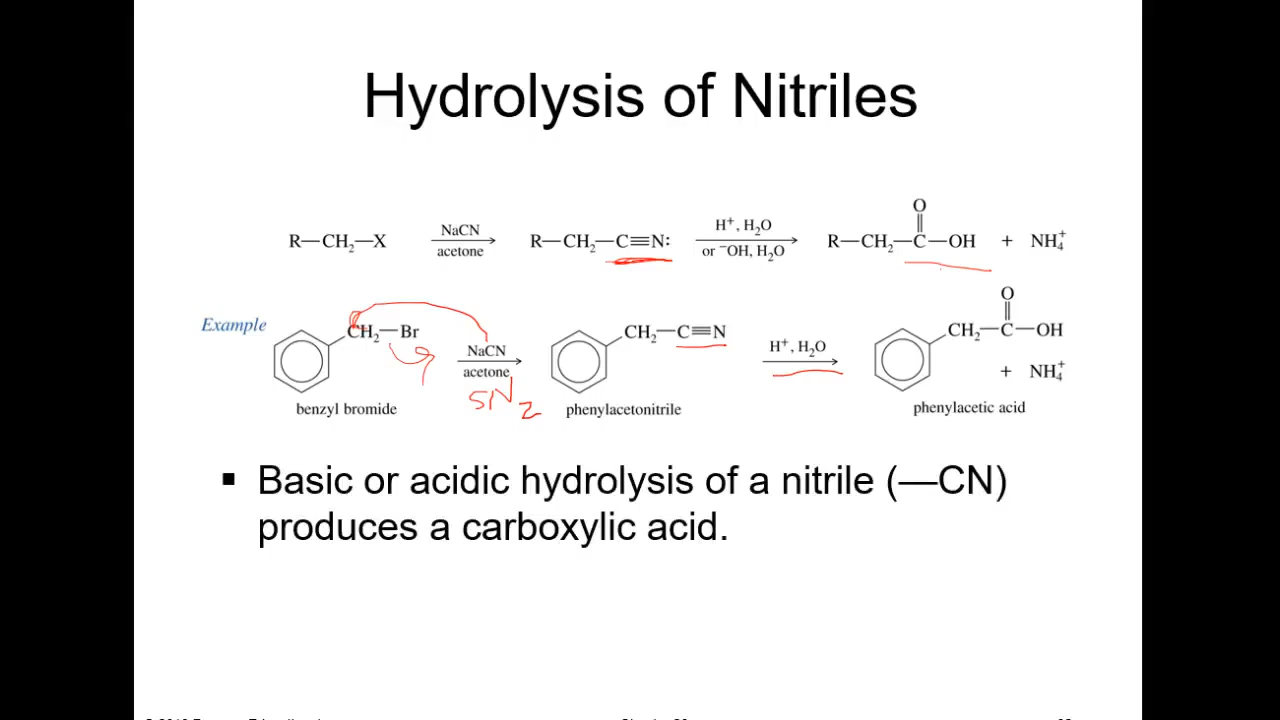 Hydrolysis of Nitriles
R—CH₂—X NaCN acetone R—CH₂—C≡N: H⁺, H₂O or ⁻OH, H₂O R—CH₂—C—OH O + NH₄⁺
Example CH₂—Br NaCN acetone CH₂—C≡N H⁺, H₂O CH₂—C—OH O + NH₄⁺
SN2
benzyl bromide phenylacetonitrile phenylacetic acid
▪ Basic or acidic hydrolysis of a nitrile (—CN)
produces a carboxylic acid.